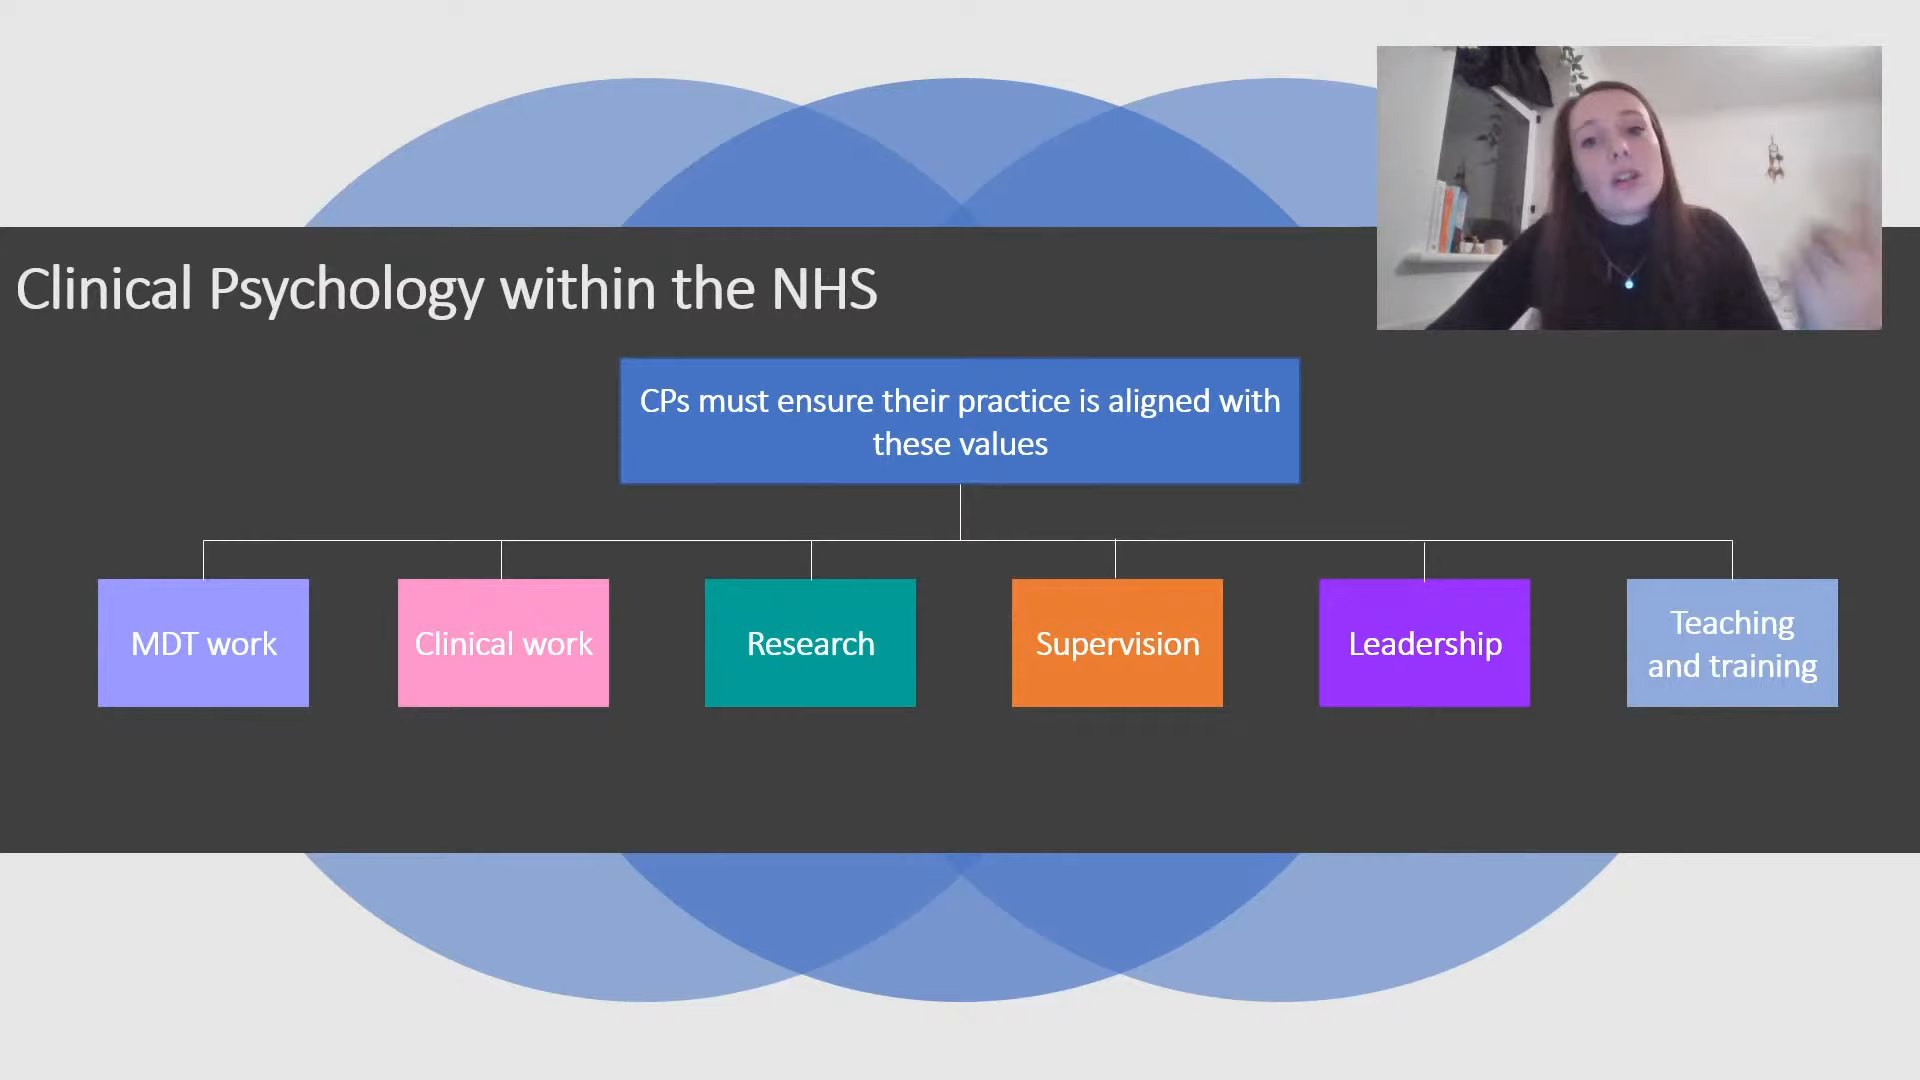 Clinical Psychology within the NHS
CPs must ensure their practice is aligned with
these values
MDT work
Clinical work
Research
Supervision
Leadership
Teaching
and training